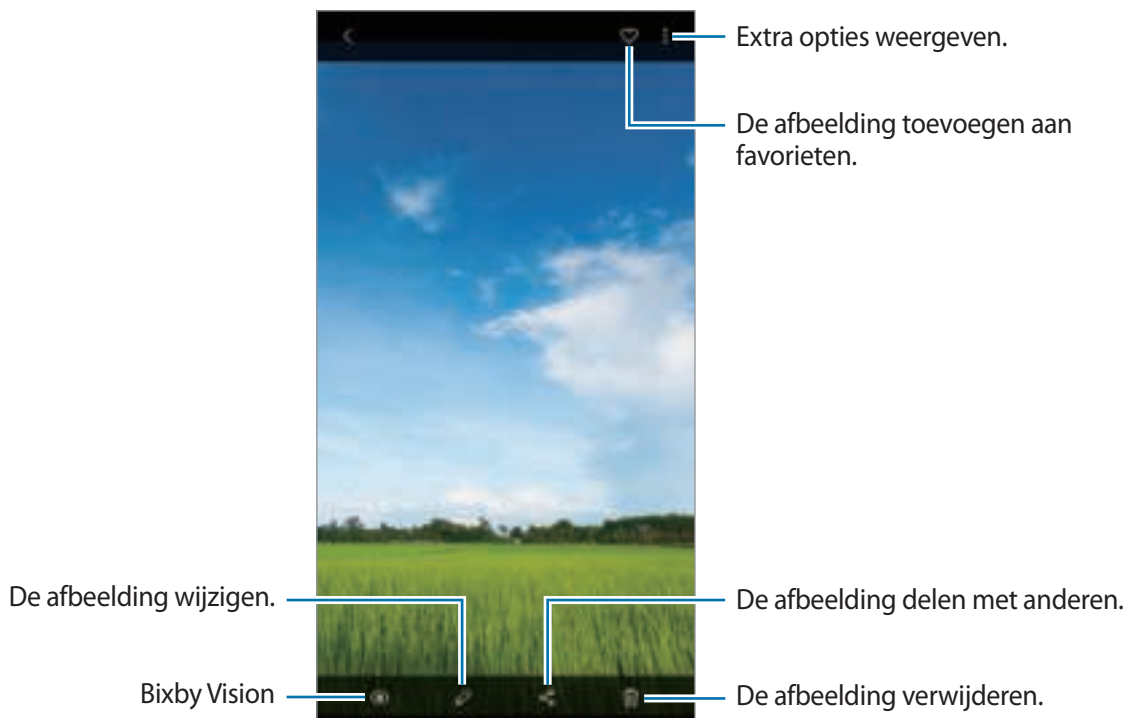 Extra opties weergeven.
De afbeelding toevoegen aan
favorieten.
De afbeelding wijzigen.
De afbeelding delen met anderen.
Bixby Vision
De afbeelding verwijderen.